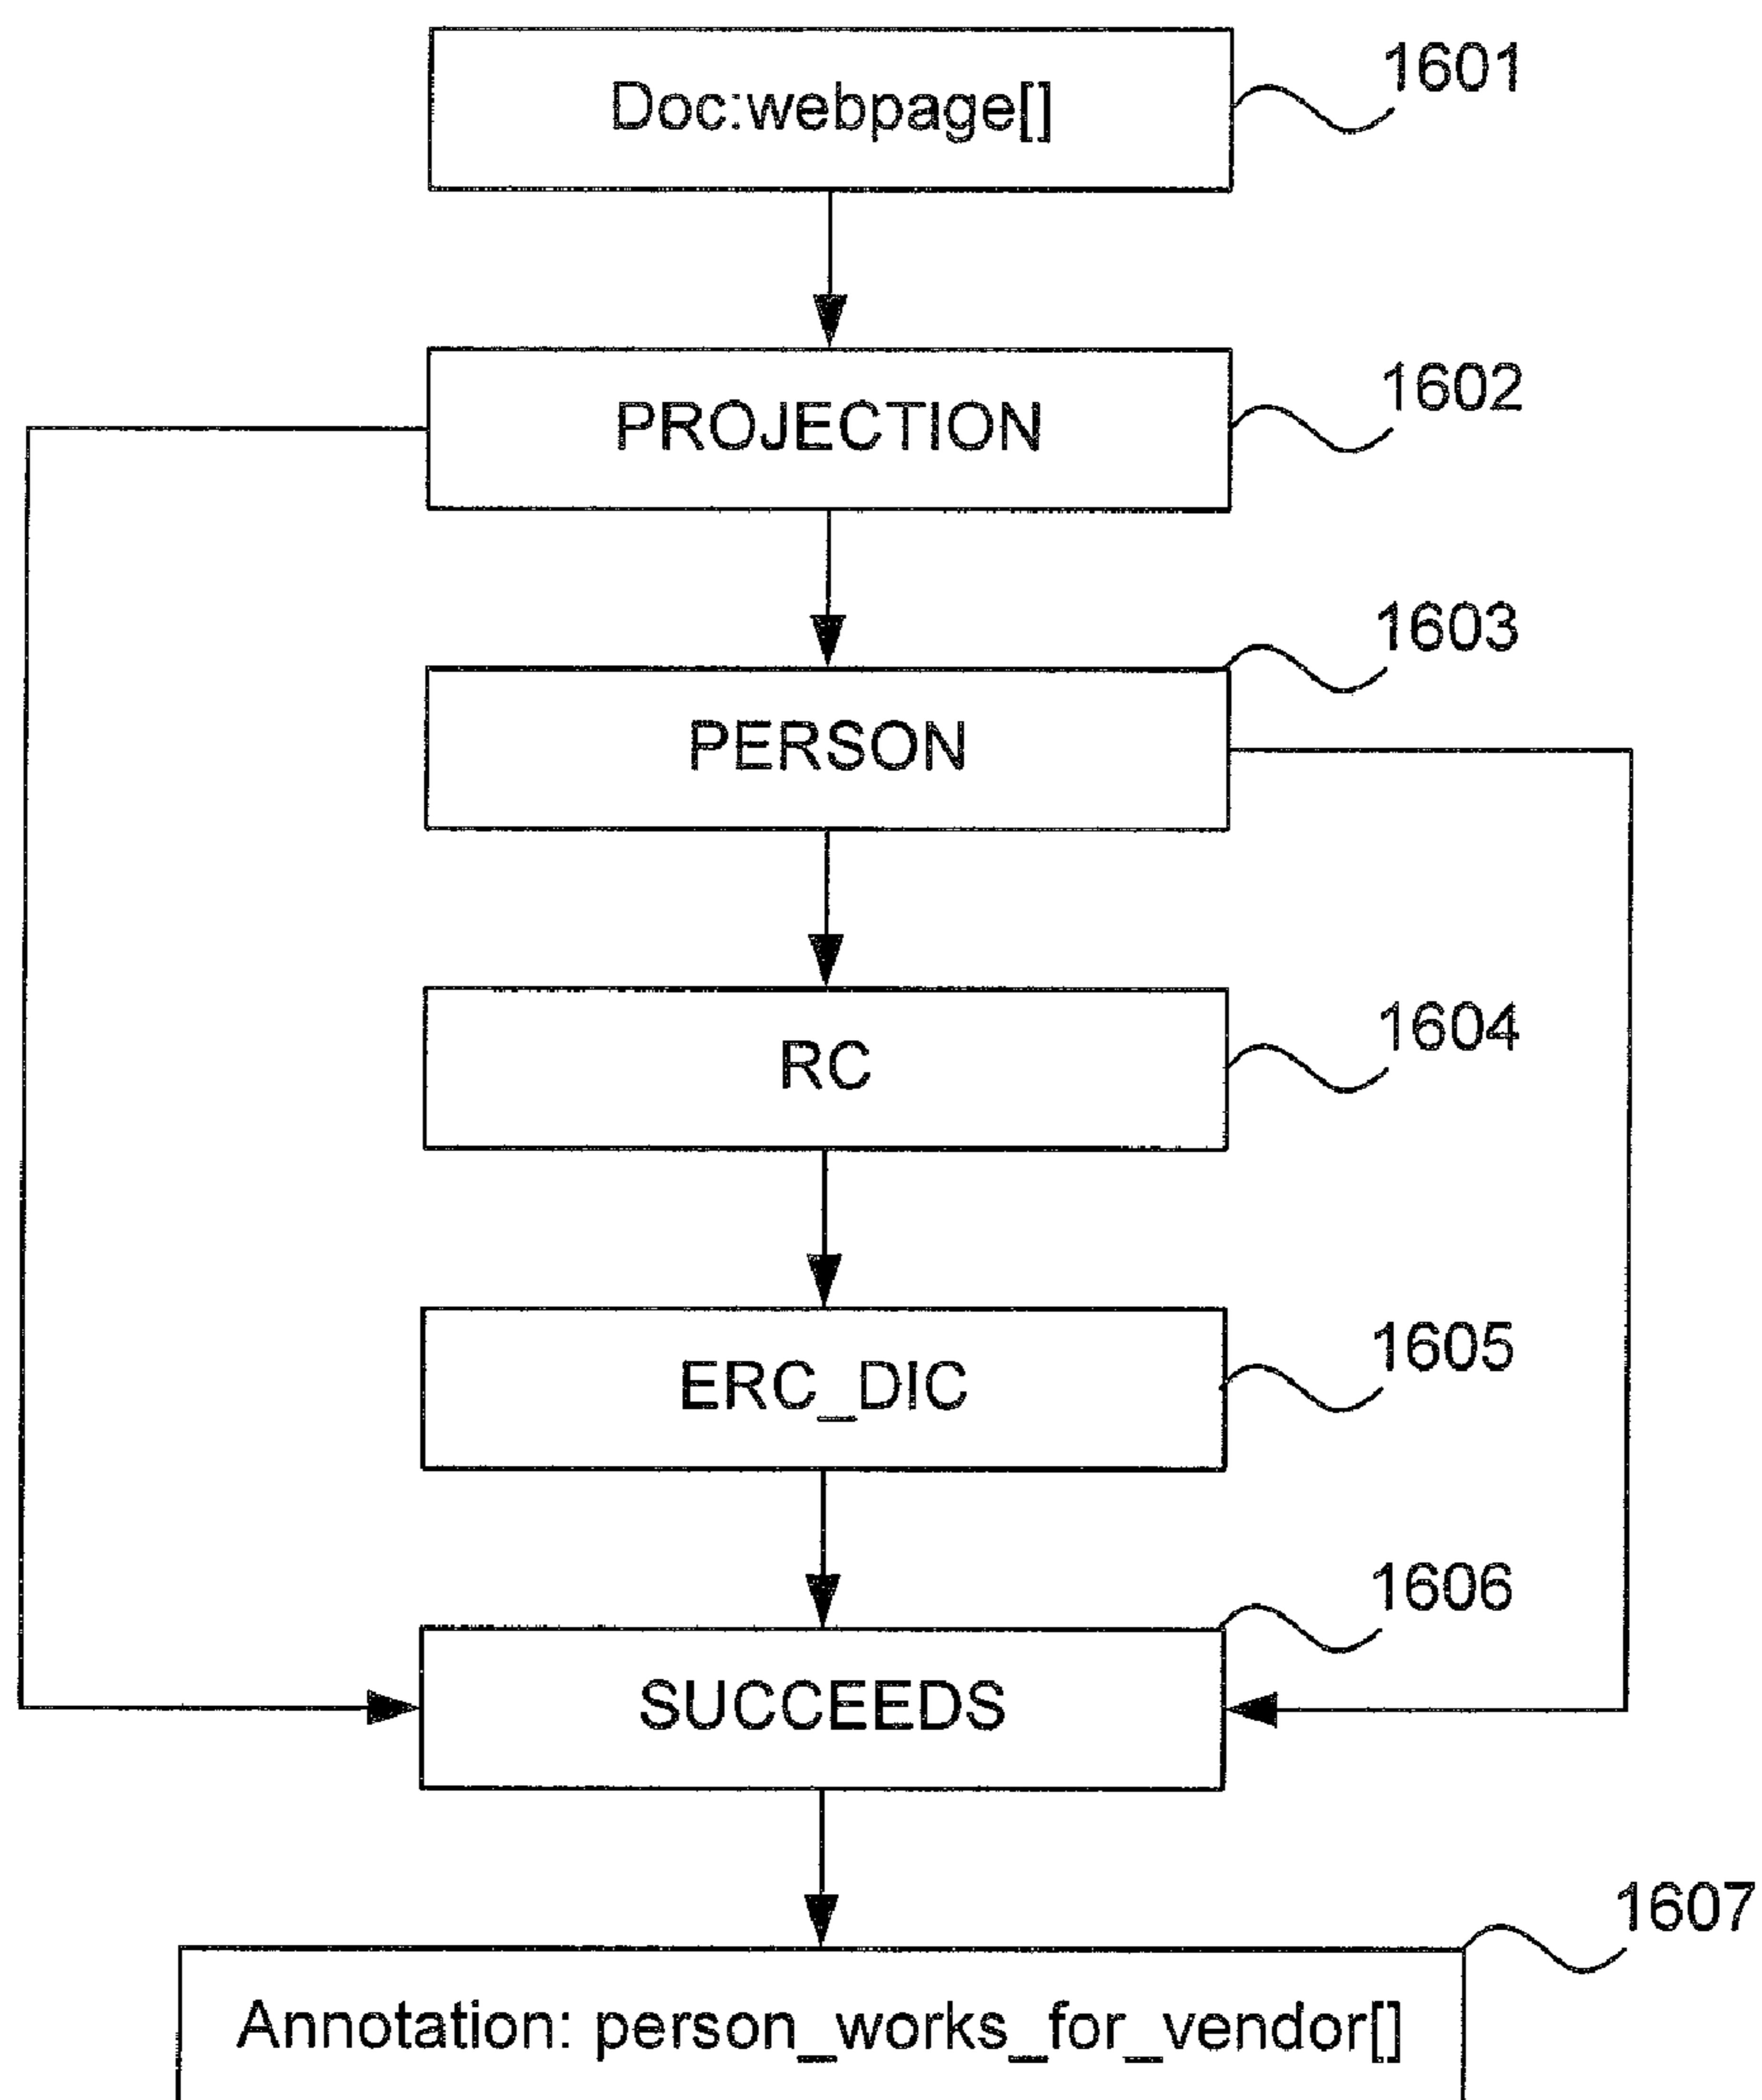 Doc:webpage[]
1601
PROJECTION
1602
1603
PERSON
1604
RC
1605
ERC_DIC
1606
SUCCEEDS
1607
Annotation: person_works_for_vendor[]